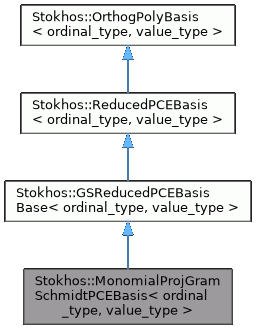 Stokhos::OrthogPolyBasis
< ordinal_type, value_type >
Stokhos::ReducedPCEBasis
< ordinal_type, value_type >
Stokhos::GSReducedPCEBasis
Base< ordinal_type, value_type >
Stokhos::MonomialProjGram
SchmidtPCEBasis< ordinal
_type, value_type >